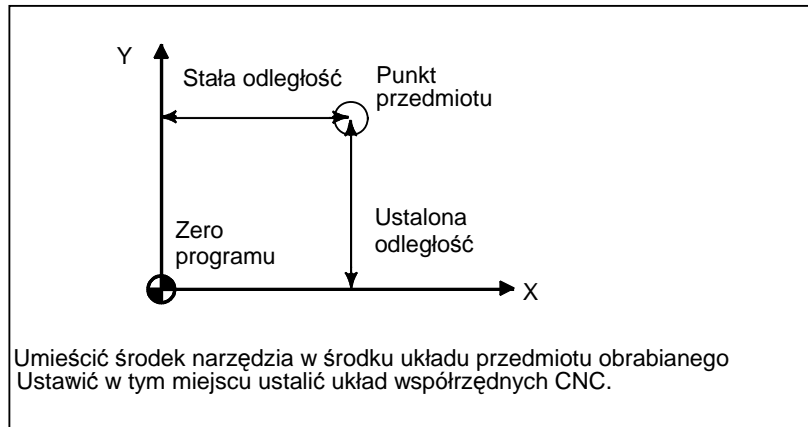 Y
Stała odległość
Punkt
przedmiotu
Ustalona
odległość
Zero
programu
X
Umieścić środek narzędzia w środku układu przedmiotu obrabianego
Ustawić w tym miejscu ustalić układ współrzędnych CNC.